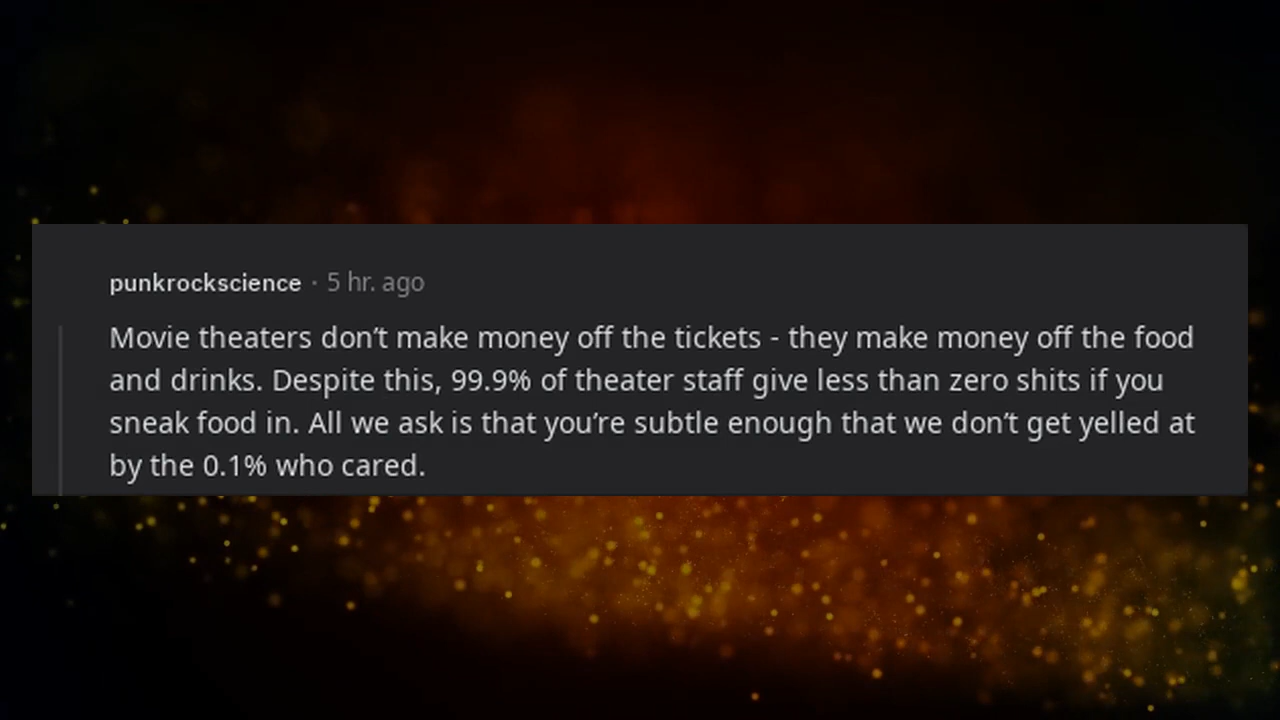 punkrockscience · 5 hr. ago
Movie theaters don’t make money off the tickets - they make money off the food
and drinks. Despite this, 99.9% of theater staff give less than zero shits if you
sneak food in. All we ask is that you’re subtle enough that we don’t get yelled at
by the 0.1% who cared.